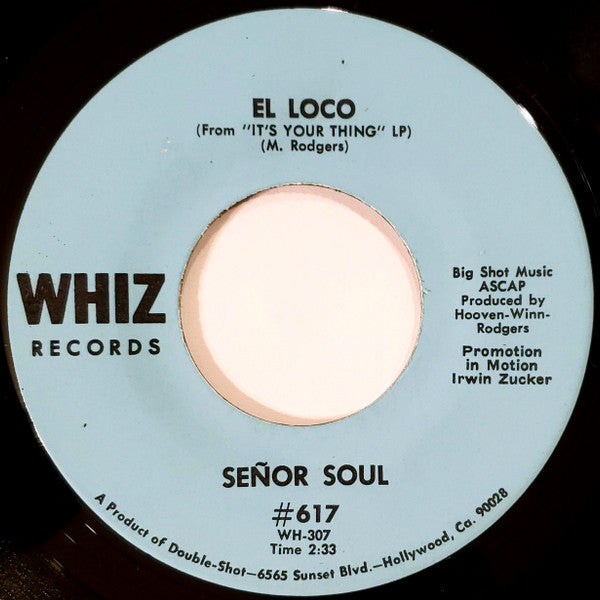 EL LOCO
(From "IT'S YOUR THING" LP)
(M. Rodgers)
WHIZ
RECORDS
Big Shot Music
ASCAP
Produced by
Hooven-Winn-
Rodgers
Promotion
in Motion
Irwin Zucker
SEÑOR SOUL
#617
WH-307
Time 2:33
A Product of Double-Shot—6565 Sunset Blvd.—Hollywood, Ca. 90028